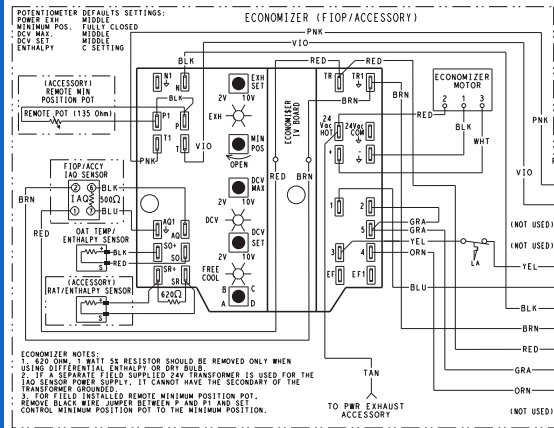 POTENTIOMETER DEFAULTS SETTINGS:
POWER EXH MIDDLE
MINIMUM POS. FULLY CLOSED
DCV MAX. MIDDLE
DCV SET MIDDLE
ENTHALPY C SETTING
ECONOMIZER (FIOP/ACCESSORY)
PNK
VIO
BLK
RED
RED
N1
N
EXH
SET
2V 10V
TR
TR1
BRN
BRN
ECONOMIZER
MOTOR
2 1 3
(ACCESSORY)
REMOTE MIN
POSITION POT
REMOTE POT (135 Ohm)
BLK
P1
P
EXH
ECONOMI$ER
IV BOARD
24
Vac
HOT
24Vac
COM
RED
BLK
WHT
PNK
T1
T
VIO
PNK
MIN
POS
OPEN
+
-
FIOP/ACCY
IAQ SENSOR
2 6
IAQ
500Ω
1 7
BLK
BLU
BRN
RED
RED
BRN
DCV
MAX
2V 10V
DCV
DCV
SET
2V 10V
VIO
1
2
5
3
4
EF
EF1
GRA
GRA
YEL
ORN
LA
(NOT USED)
(NOT USED)
YEL
AQ1
AQ
OAT TEMP/
ENTHALPY SENSOR
+
S
BLK
RED
SO+
SO
(ACCESSORY)
RAT/ENTHALPY SENSOR
+
S
SR+
SR
620Ω
FREE
COOL
B C
A D
BLU
BLK
BRN
RED
GRA
ORN
(NOT USED)
TAN
TO PWR EXHAUST
ACCESSORY
ECONOMIZER NOTES:
1. 620 OHM, 1 WATT 5% RESISTOR SHOULD BE REMOVED ONLY WHEN
USING DIFFERENTIAL ENTHALPY OR DRY BULB.
2. IF A SEPARATE FIELD SUPPLIED 24V TRANSFORMER IS USED FOR THE
IAQ SENSOR POWER SUPPLY, IT CANNOT HAVE THE SECONDARY OF THE
TRANSFORMER GROUNDED.
3. FOR FIELD INSTALLED REMOTE MINIMUM POSITION POT,
REMOVE BLACK WIRE JUMPER BETWEEN P AND P1 AND SET
CONTROL MINIMUM POSITION POT TO THE MINIMUM POSITION.